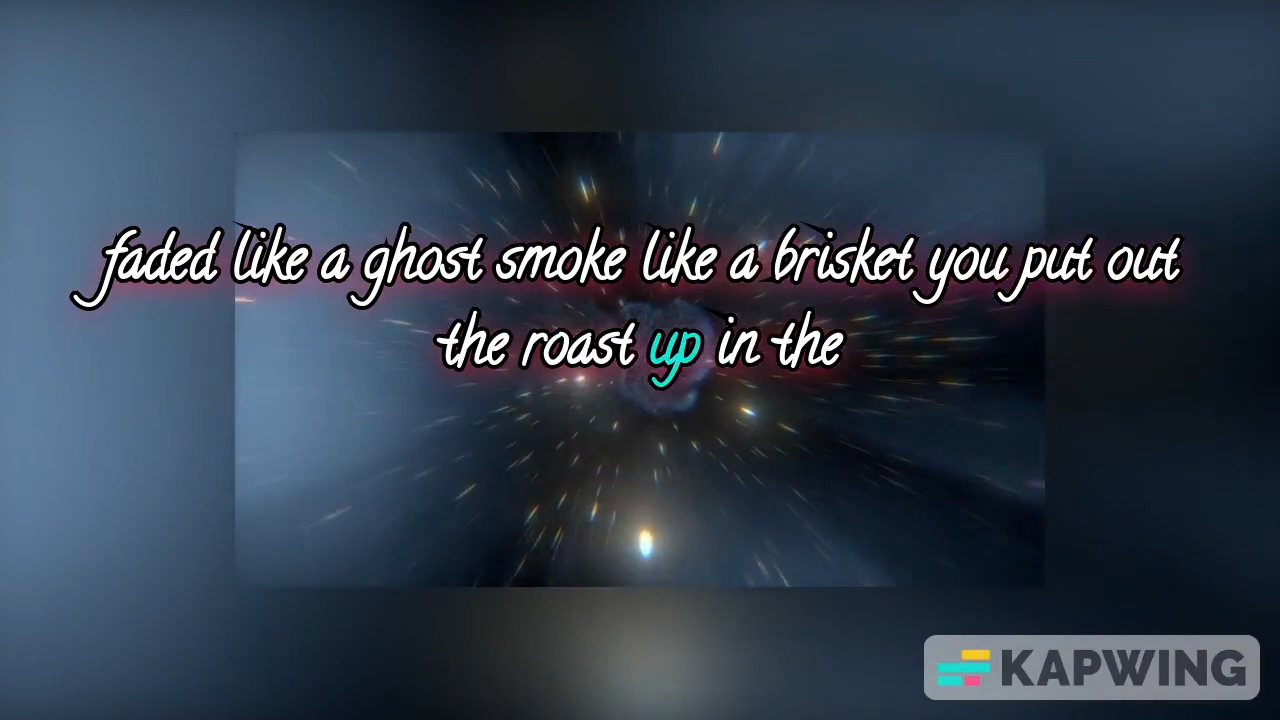 faded like a ghost smoke like a brisket you put out
the roast up in the
KAPWING